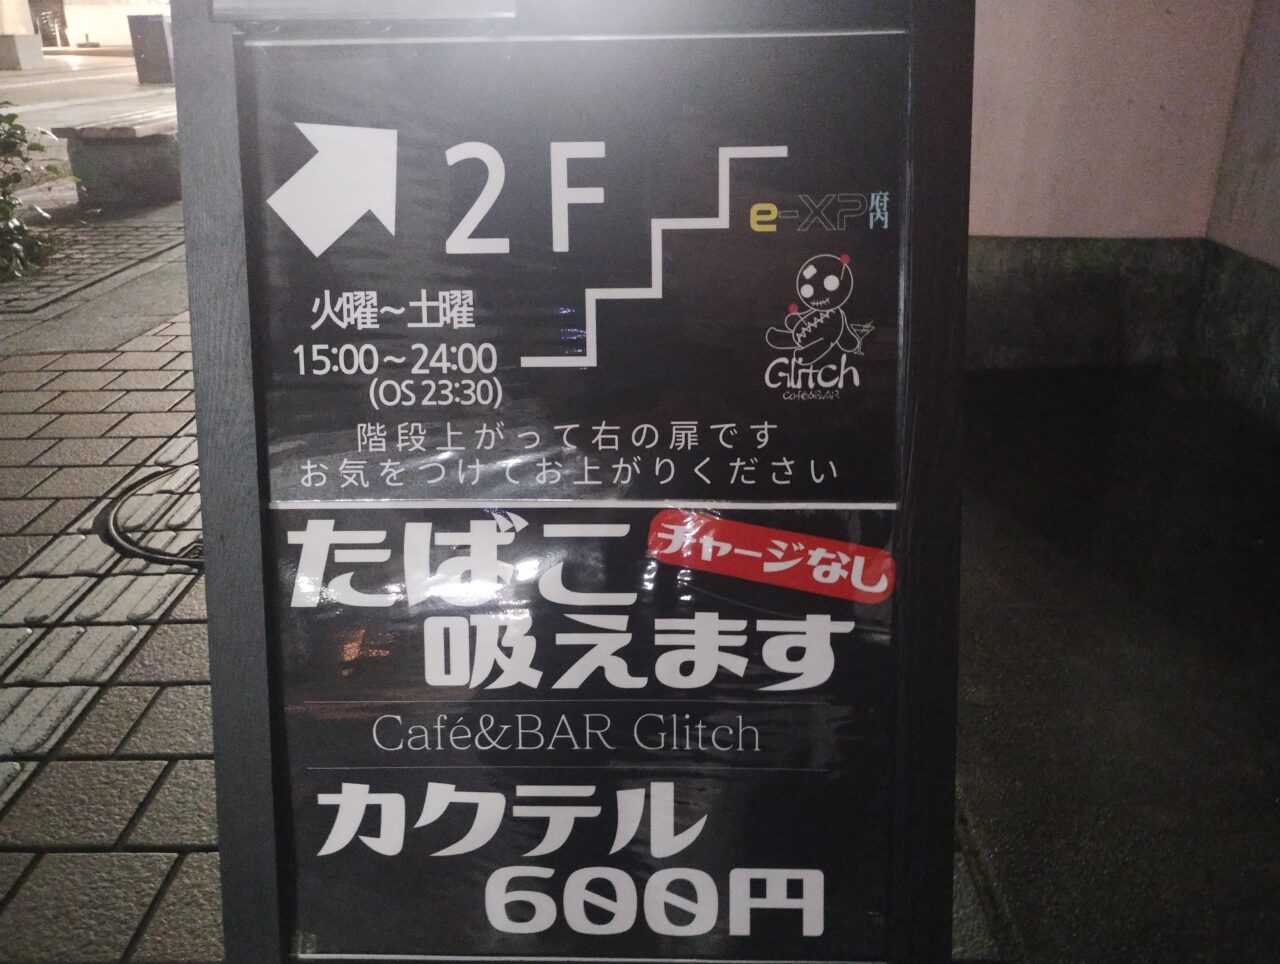 2F
e-XP府内
火曜～土曜
15:00～24:00
(OS 23:30)
Glitch
Café&BAR
階段上がって右の扉です
お気をつけてお上がりください
たばこ
チャージなし
吸えます
Café&BAR Glitch
カクテル
600円